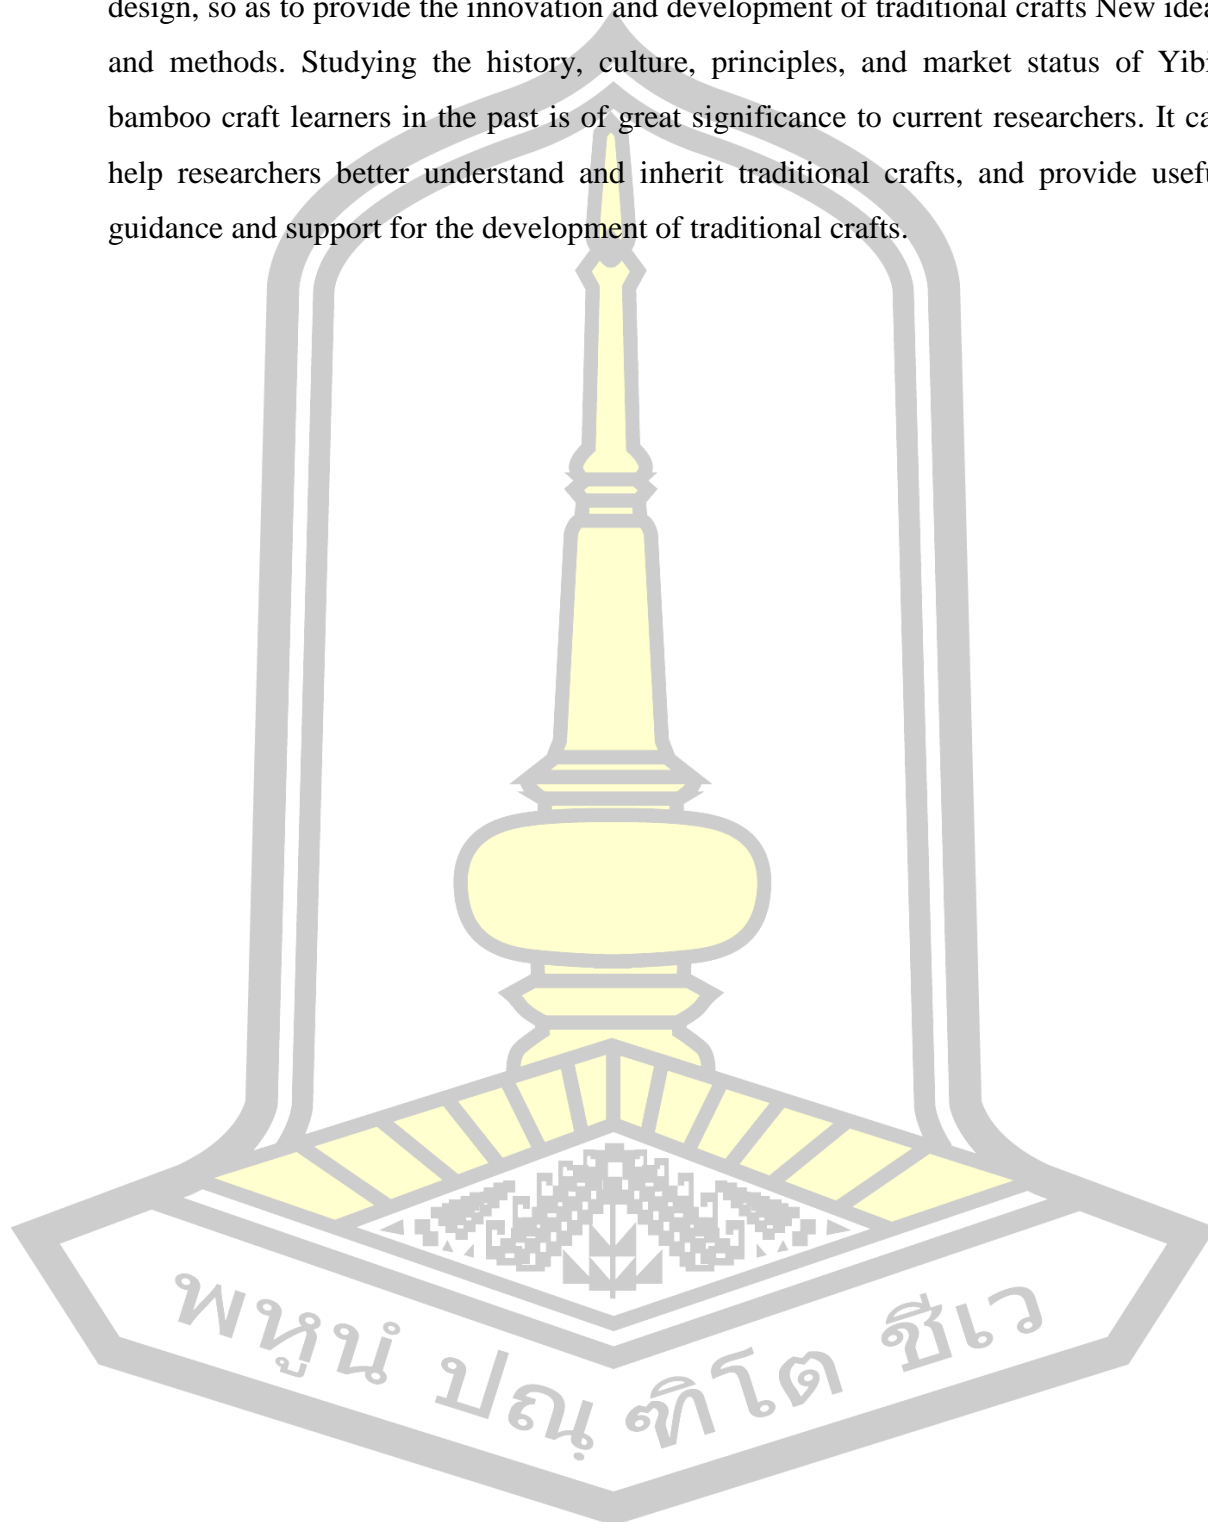 design, so as to provide the innovation and development of traditional crafts New idea
and methods. Studying the history, culture, principles, and market status of Yibi
bamboo craft learners in the past is of great significance to current researchers. It ca
help researchers better understand and inherit traditional crafts, and provide usefu
guidance and support for the development of traditional crafts.
พหูนํ ปณฺฑิโต ชีเว